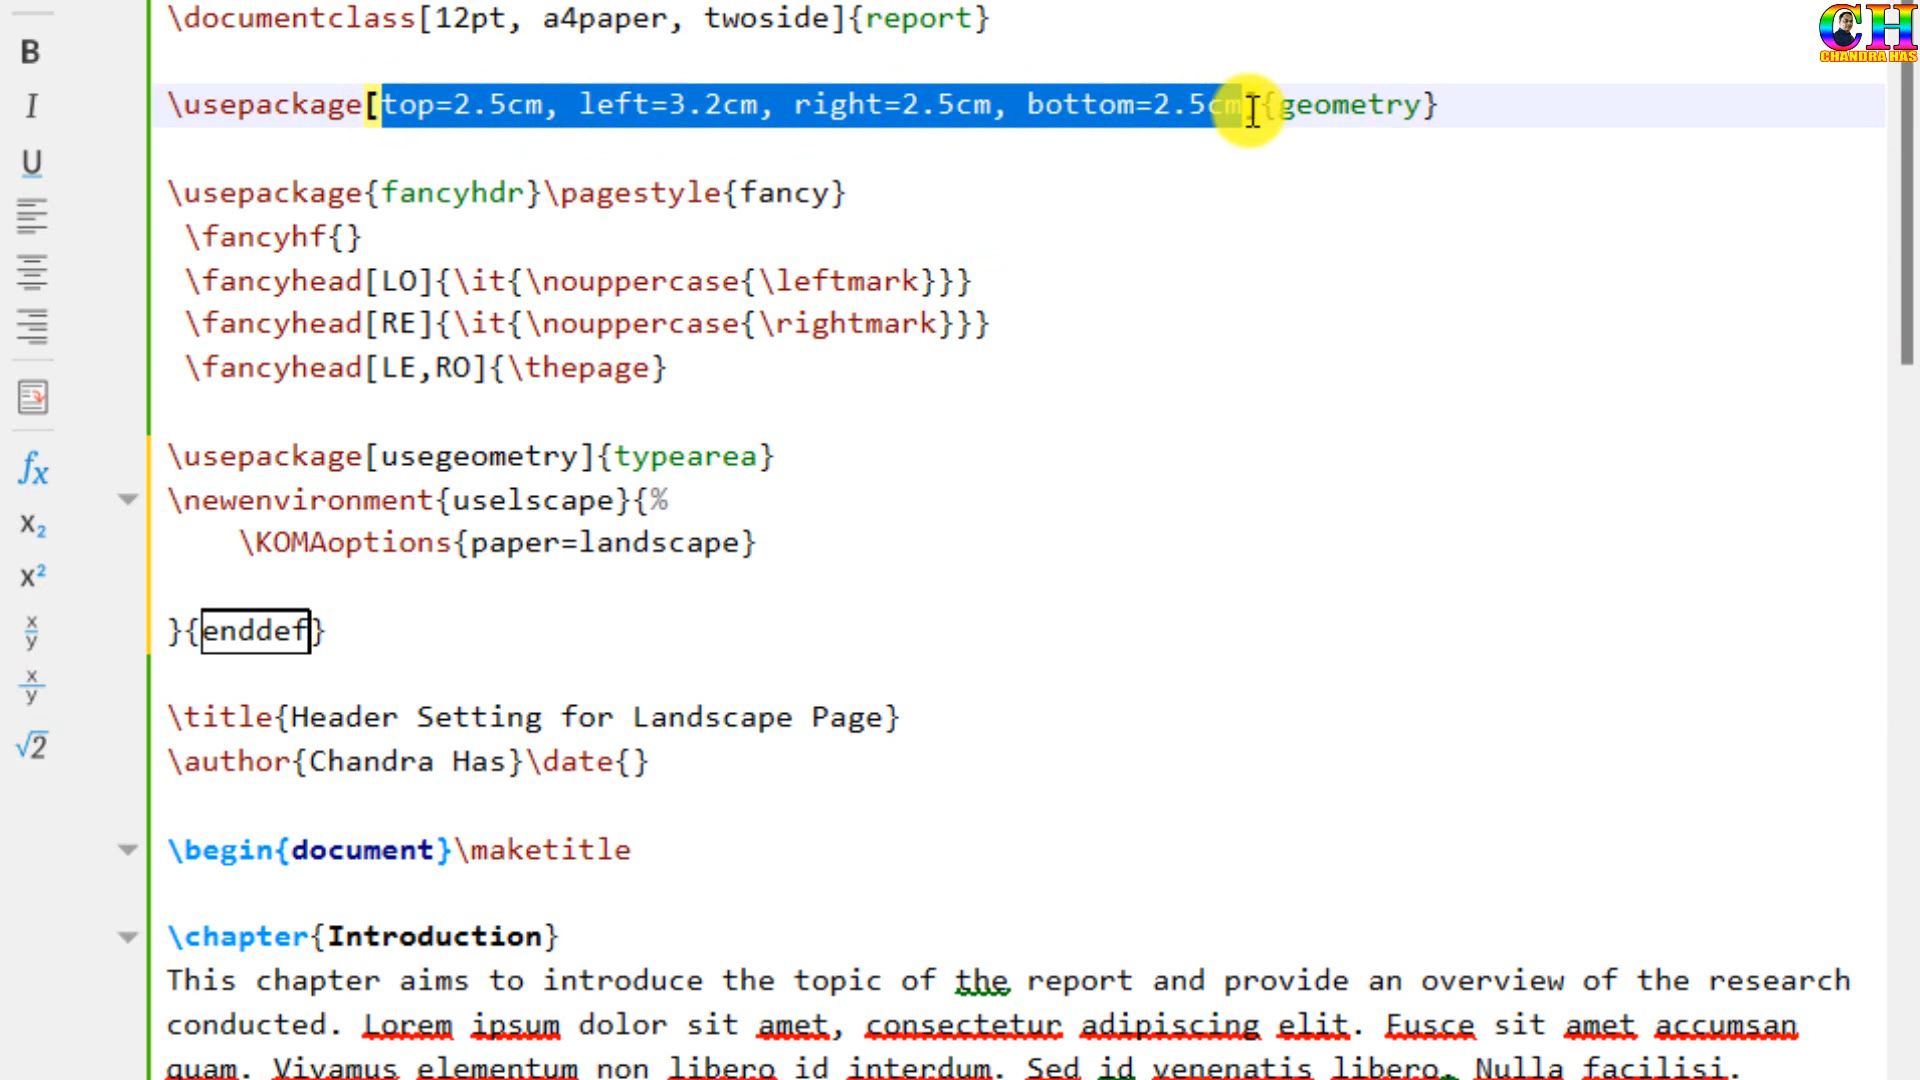 \documentclass[12pt, a4paper, twoside]{report}
CH
CHANDRA HAS
B
\usepackage[top=2.5cm, left=3.2cm, right=2.5cm, bottom=2.5cm]{geometry}
I
U
\usepackage{fancyhdr}\pagestyle{fancy}
\fancyhf{}
\fancyhead[LO]{\it{\nouppercase{\leftmark}}}
\fancyhead[RE]{\it{\nouppercase{\rightmark}}}
\fancyhead[LE,RO]{\thepage}
fx
\usepackage[usegeometry]{typearea}
\newenvironment{uselscape}{%
X₂
\KOMAoptions{paper=landscape}
X²
x
y
}{enddef}
x
y
\title{Header Setting for Landscape Page}
√2
\author{Chandra Has}\date{}
\begin{document}\maketitle
\chapter{Introduction}
This chapter aims to introduce the topic of the report and provide an overview of the research
conducted. Lorem ipsum dolor sit amet, consectetur adipiscing elit. Fusce sit amet accumsan
quam. Vivamus elementum non libero id interdum. Sed id venenatis libero. Nulla facilisi.